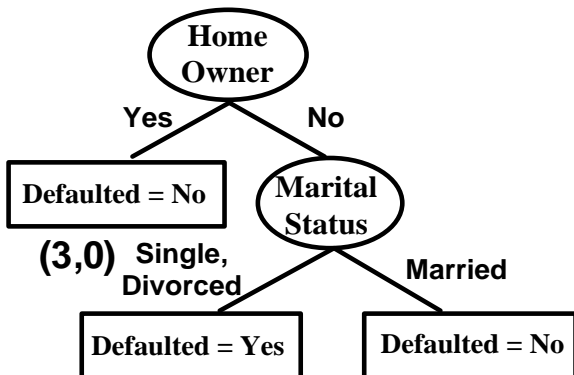 Home
Owner
Yes
No
Defaulted = No
Marital
Status
(3,0)
Single,
Divorced
Married
Defaulted = Yes
Defaulted = No